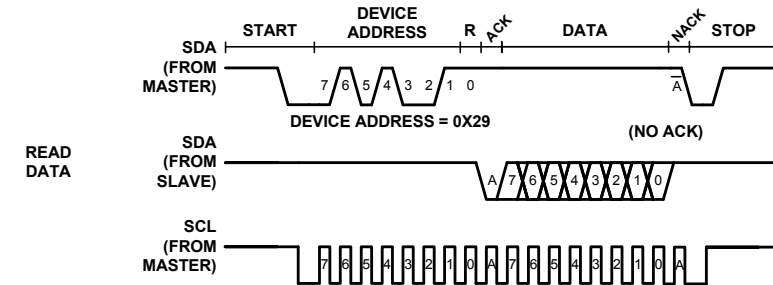 START DEVICE ADDRESS R ACK DATA NACK STOP
SDA (FROM MASTER) 7 6 5 4 3 2 1 0 A
DEVICE ADDRESS = 0X29
(NO ACK)
READ DATA
SDA (FROM SLAVE) A 7 6 5 4 3 2 1 0
SCL (FROM MASTER) 7 6 5 4 3 2 1 0 A 7 6 5 4 3 2 1 0 A